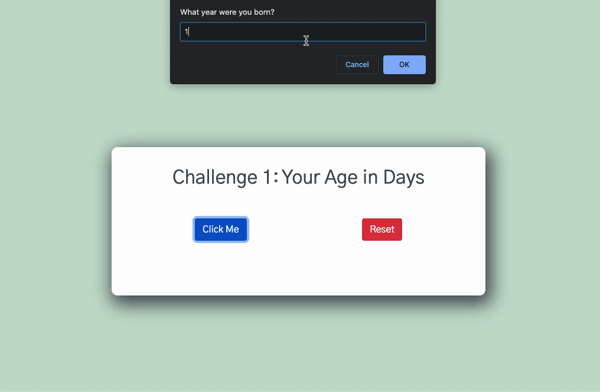 What year were you born?
1
Cancel
OK
Challenge 1: Your Age in Days
Click Me
Reset